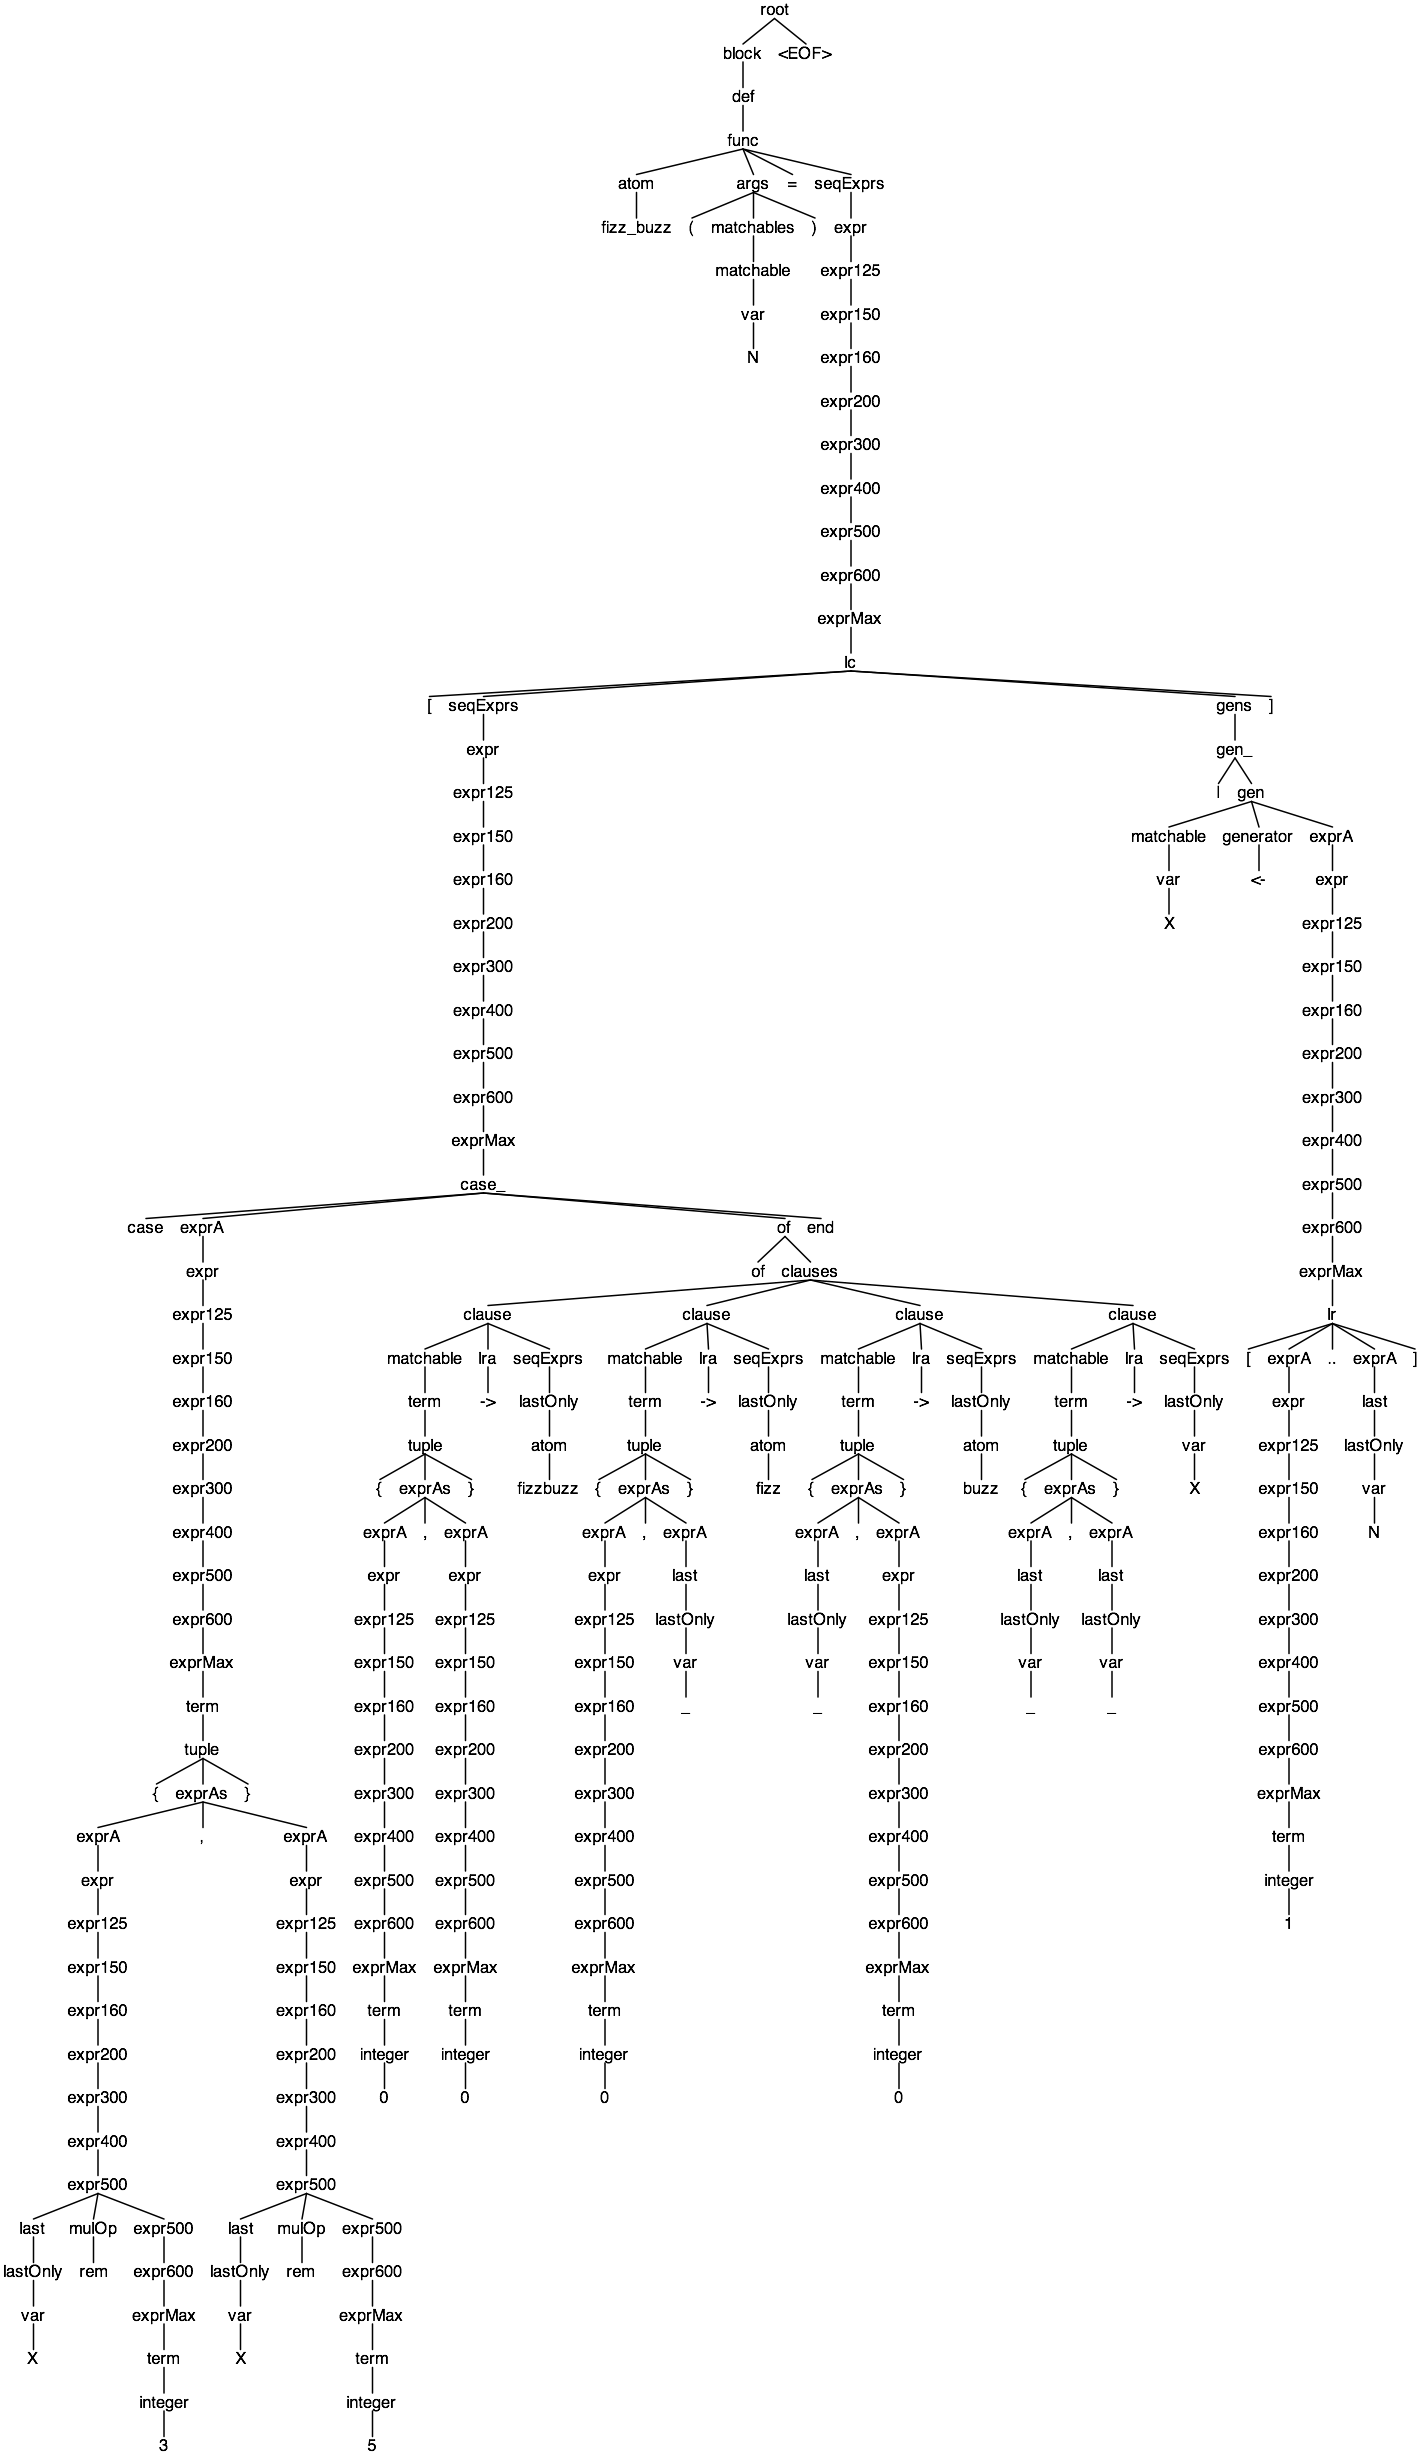 root
block <EOF>
def
func
atom args = seqExprs
fizz_buzz ( matchables ) expr
matchable expr125
var expr150
N expr160
expr200
expr300
expr400
expr500
expr600
exprMax
lc
[ seqExprs gens ]
expr gen_
expr125 | gen
expr150 matchable generator exprA
expr160 var <- expr
expr200 X expr125
expr300 expr150
expr400 expr160
expr500 expr200
expr600 expr300
exprMax expr400
case_ expr500
case exprA of end expr600
expr of clauses exprMax
expr125 clause clause clause clause lr
expr150 matchable lra seqExprs matchable lra seqExprs matchable lra seqExprs matchable lra seqExprs [ exprA .. exprA ]
expr160 term -> lastOnly term -> lastOnly term -> lastOnly term -> lastOnly expr last
expr200 tuple atom tuple atom tuple atom tuple var expr125 lastOnly
expr300 { exprAs } fizzbuzz { exprAs } fizz { exprAs } buzz { exprAs } X expr150 var
expr400 exprA , exprA exprA , exprA exprA , exprA exprA , exprA expr160 N
expr500 expr expr expr last last expr last last expr200
expr600 expr125 expr125 expr125 lastOnly lastOnly expr125 lastOnly lastOnly expr300
exprMax expr150 expr150 expr150 var var expr150 var var expr400
term expr160 expr160 expr160 _ _ expr160 _ _ expr500
tuple expr200 expr200 expr200 expr200 expr600
{ exprAs } expr300 expr300 expr300 expr300 exprMax
exprA , exprA expr400 expr400 expr400 expr400 term
expr expr expr500 expr500 expr500 expr500 integer
expr125 expr125 expr600 expr600 expr600 expr600 1
expr150 expr150 exprMax exprMax exprMax exprMax
expr160 expr160 term term term term
expr200 expr200 integer integer integer integer
expr300 expr300 0 0 0 0
expr400 expr400
expr500 expr500
last mulOp expr500 last mulOp expr500
lastOnly rem expr600 lastOnly rem expr600
var exprMax var exprMax
X term X term
integer integer
3 5